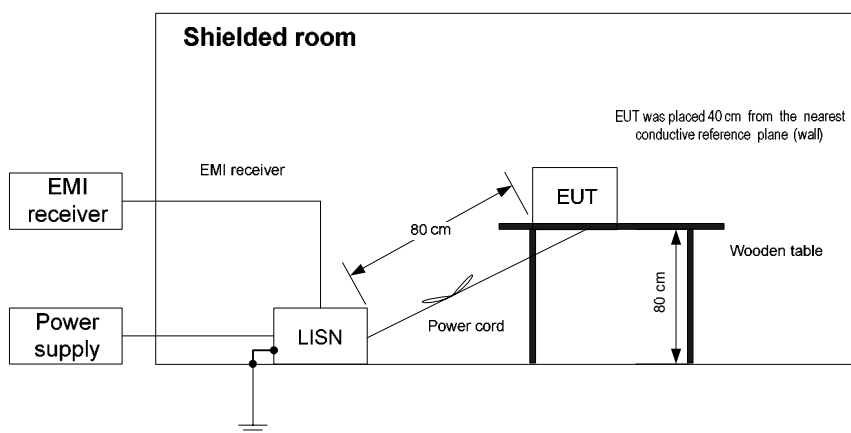 Shielded room
EUT was placed 40 cm from the nearest
conductive reference plane (wall)
EMI receiver
EMI
receiver
EUT
80 cm
Wooden table
80 cm
Power
supply
LISN
Power cord